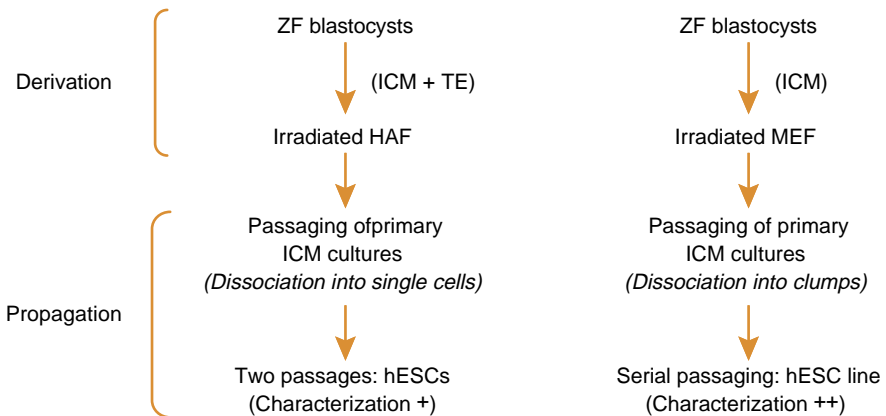 Derivation
ZF blastocysts
(ICM + TE)
Irradiated HAF
ZF blastocysts
(ICM)
Irradiated MEF
Propagation
Passaging ofprimary
ICM cultures
(Dissociation into single cells)
Two passages: hESCs
(Characterization +)
Passaging of primary
ICM cultures
(Dissociation into clumps)
Serial passaging: hESC line
(Characterization ++)